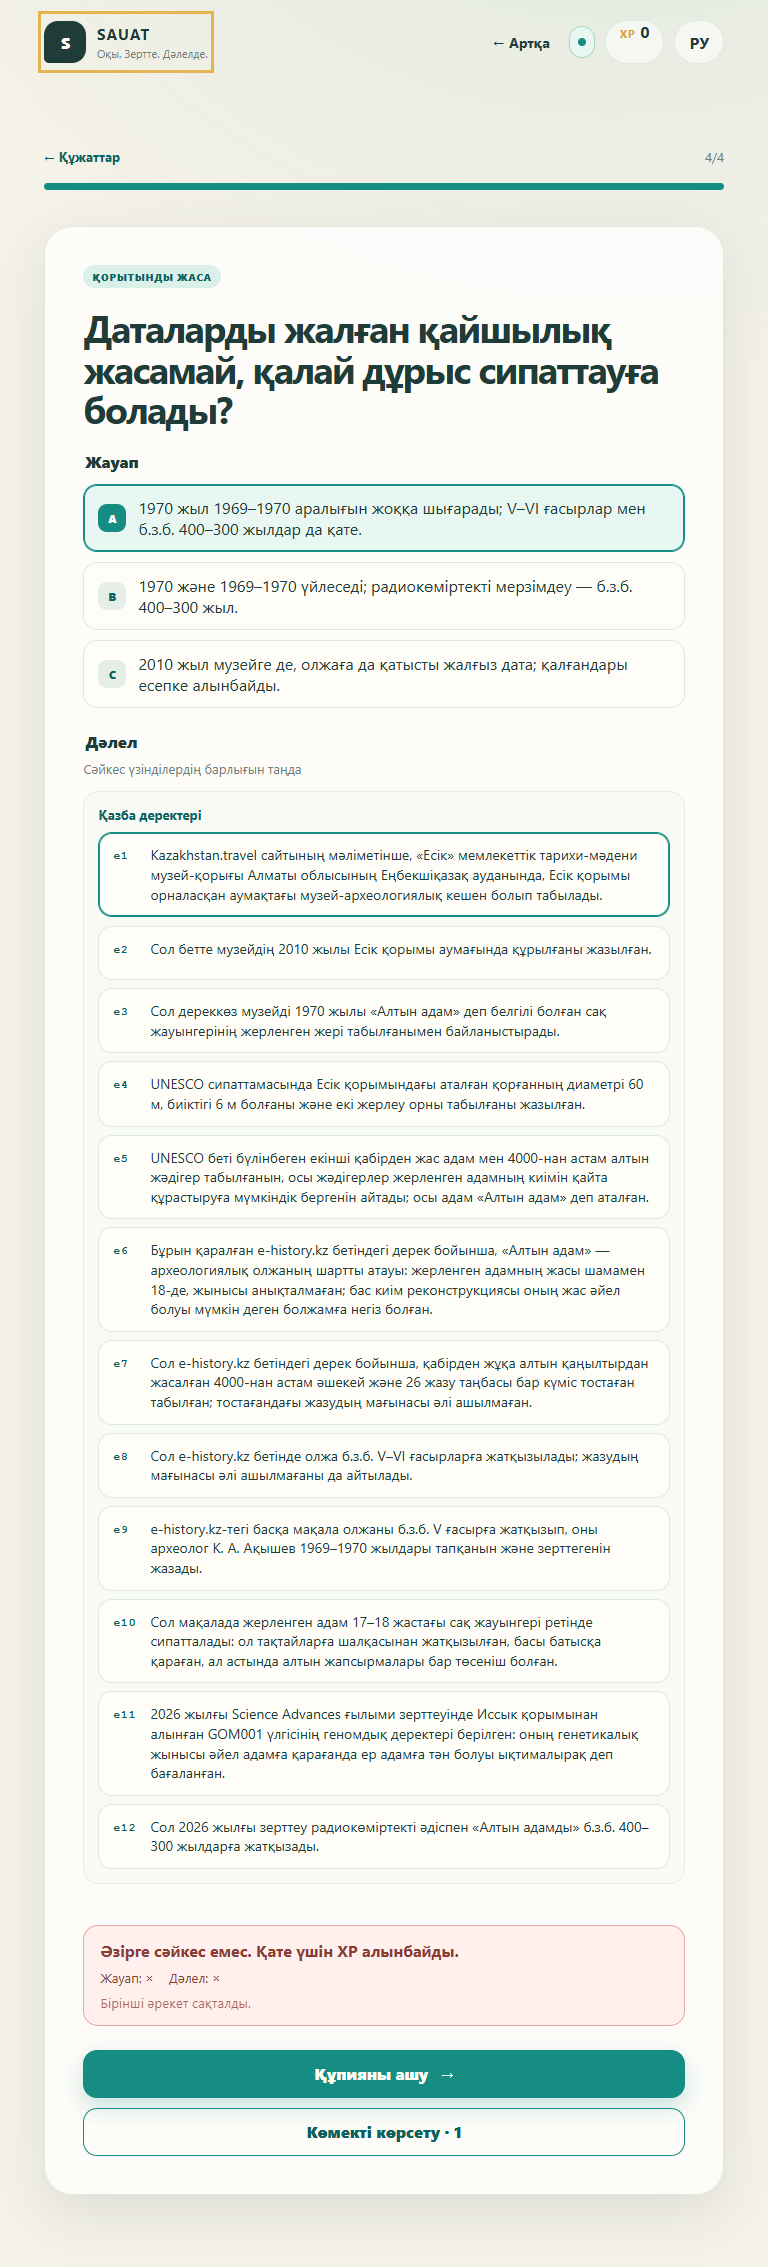 S
SAUAT
Оқы. Зертте. Дәлелде.
← Артқа
XP 0
РУ
← Құжаттар
4/4
ҚОРЫТЫНДЫ ЖАСА
Даталарды жалған қайшылық
жасамай, қалай дұрыс сипаттауға
болады?
Жауап
A
1970 жыл 1969–1970 аралығын жоққа шығарады; V–VI ғасырлар мен
б.з.б. 400–300 жылдар да қате.
B
1970 және 1969–1970 үйлеседі; радиокөміртекті мерзімдеу — б.з.б.
400–300 жыл.
C
2010 жыл музейге де, олжаға да қатысты жалғыз дата; қалғандары
есепке алынбайды.
Дәлел
Сәйкес үзінділердің барлығын таңда
Қазба деректері
e1
Kazakhstan.travel сайтының мәліметінше, «Есік» мемлекеттік тарихи-мәдени
музей-қорығы Алматы облысының Еңбекшіқазақ ауданында, Есік қорымы
орналасқан аумақтағы музей-археологиялық кешен болып табылады.
e2
Сол бетте музейдің 2010 жылы Есік қорымы аумағында құрылғаны жазылған.
e3
Сол дереккөз музейді 1970 жылы «Алтын адам» деп белгілі болған сақ
жауынгерінің жерленген жері табылғанымен байланыстырады.
e4
UNESCO сипаттамасында Есік қорымындағы аталған қорғанның диаметрі 60
м, биіктігі 6 м болғаны және екі жерлеу орны табылғаны жазылған.
e5
UNESCO беті бүлінбеген екінші қабірден жас адам мен 4000-нан астам алтын
жәдігер табылғанын, осы жәдігерлер жерленген адамның киімін қайта
құрастыруға мүмкіндік бергенін айтады; осы адам «Алтын адам» деп аталған.
e6
Бұрын қаралған e-history.kz бетіндегі дерек бойынша, «Алтын адам» —
археологиялық олжаның шартты атауы: жерленген адамның жасы шамамен
18-де, жынысы анықталмаған; бас киім реконструкциясы оның жас әйел
болуы мүмкін деген болжамға негіз болған.
e7
Сол e-history.kz бетіндегі дерек бойынша, қабірден жұқа алтын қаңылтырдан
жасалған 4000-нан астам әшекей және 26 жазу таңбасы бар күміс тостаған
табылған; тостағандағы жазудың мағынасы әлі ашылмаған.
e8
Сол e-history.kz бетінде олжа б.з.б. V–VI ғасырларға жатқызылады; жазудың
мағынасы әлі ашылмағаны да айтылады.
e9
e-history.kz-тегі басқа мақала олжаны б.з.б. V ғасырға жатқызып, оны
археолог К. А. Ақышев 1969–1970 жылдары тапқанын және зерттегенін
жазады.
e10
Сол мақалада жерленген адам 17–18 жастағы сақ жауынгері ретінде
сипатталады: ол тақтайларға шалқасынан жатқызылған, басы батысқа
қараған, ал астында алтын жапсырмалары бар төсеніш болған.
e11
2026 жылғы Science Advances ғылыми зерттеуінде Иссык қорымынан
алынған GOM001 үлгісінің геномдық деректері берілген: оның генетикалық
жынысы әйел адамға қарағанда ер адамға тән болуы ықтималырақ деп
бағаланған.
e12
Сол 2026 жылғы зерттеу радиокөміртекті әдіспен «Алтын адамды» б.з.б. 400–
300 жылдарға жатқызады.
Әзірге сәйкес емес. Қате үшін XP алынбайды.
Жауап: × Дәлел: ×
Бірінші әрекет сақталды.
Құпияны ашу →
Көмекті көрсету · 1